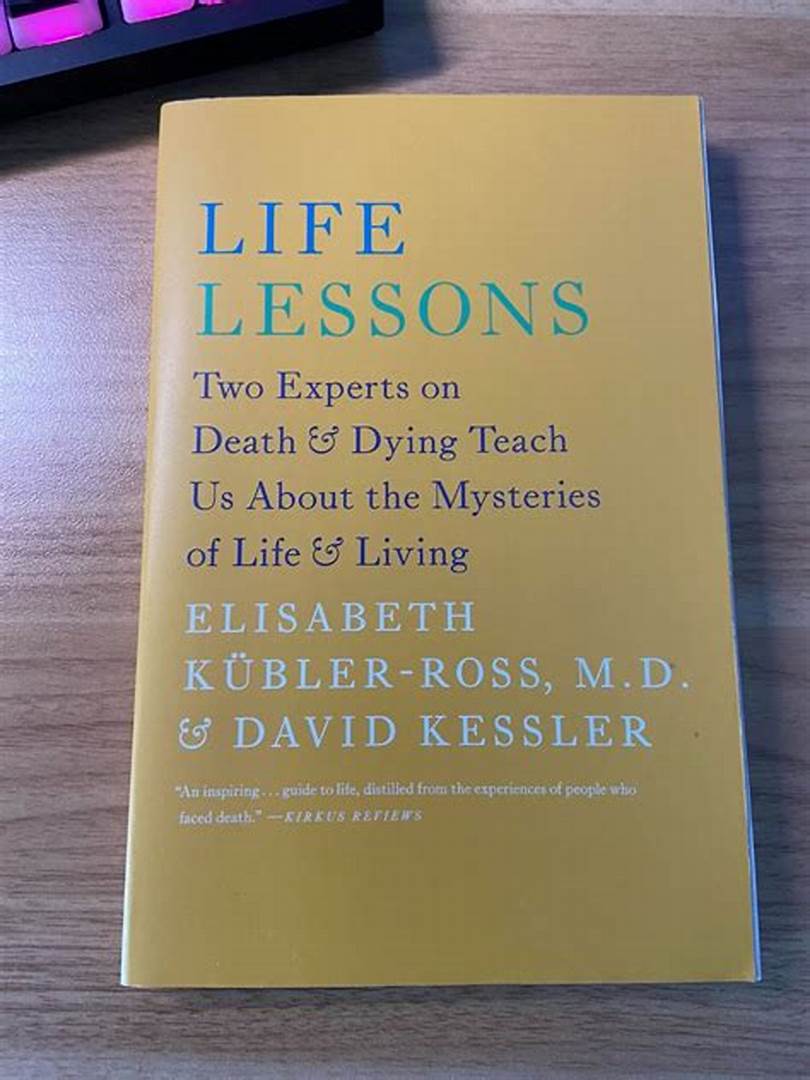 LIFE
LESSONS
Two Experts on
Death & Dying Teach
Us About the Mysteries
of Life & Living
ELISABETH
KÜBLER-ROSS, M.D.
& DAVID KESSLER
“An inspiring . . . guide to life, distilled from the experiences of people who
faced death.” —KIRKUS REVIEWS